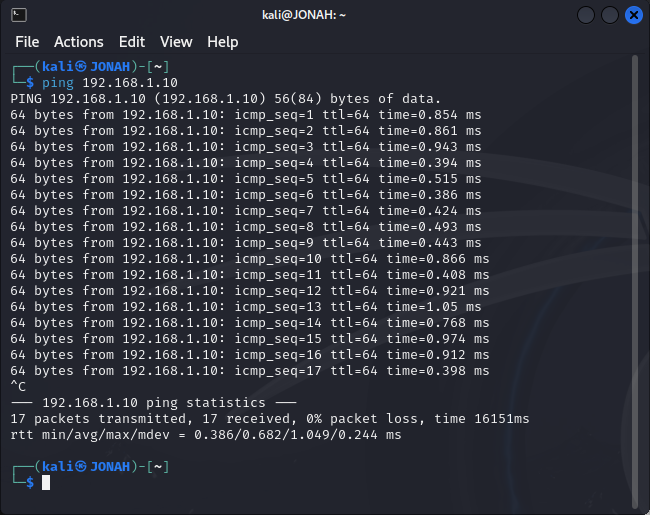 kali@JONAH: ~
File Actions Edit View Help
┌──(kali㉿JONAH)-[~]
└─$ ping 192.168.1.10
PING 192.168.1.10 (192.168.1.10) 56(84) bytes of data.
64 bytes from 192.168.1.10: icmp_seq=1 ttl=64 time=0.854 ms
64 bytes from 192.168.1.10: icmp_seq=2 ttl=64 time=0.861 ms
64 bytes from 192.168.1.10: icmp_seq=3 ttl=64 time=0.943 ms
64 bytes from 192.168.1.10: icmp_seq=4 ttl=64 time=0.394 ms
64 bytes from 192.168.1.10: icmp_seq=5 ttl=64 time=0.515 ms
64 bytes from 192.168.1.10: icmp_seq=6 ttl=64 time=0.386 ms
64 bytes from 192.168.1.10: icmp_seq=7 ttl=64 time=0.424 ms
64 bytes from 192.168.1.10: icmp_seq=8 ttl=64 time=0.493 ms
64 bytes from 192.168.1.10: icmp_seq=9 ttl=64 time=0.443 ms
64 bytes from 192.168.1.10: icmp_seq=10 ttl=64 time=0.866 ms
64 bytes from 192.168.1.10: icmp_seq=11 ttl=64 time=0.408 ms
64 bytes from 192.168.1.10: icmp_seq=12 ttl=64 time=0.921 ms
64 bytes from 192.168.1.10: icmp_seq=13 ttl=64 time=1.05 ms
64 bytes from 192.168.1.10: icmp_seq=14 ttl=64 time=0.768 ms
64 bytes from 192.168.1.10: icmp_seq=15 ttl=64 time=0.974 ms
64 bytes from 192.168.1.10: icmp_seq=16 ttl=64 time=0.912 ms
64 bytes from 192.168.1.10: icmp_seq=17 ttl=64 time=0.398 ms
^C
--- 192.168.1.10 ping statistics ---
17 packets transmitted, 17 received, 0% packet loss, time 16151ms
rtt min/avg/max/mdev = 0.386/0.682/1.049/0.244 ms
┌──(kali㉿JONAH)-[~]
└─$